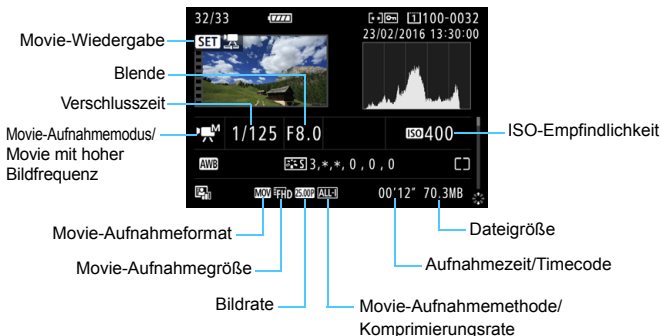 32/33 1 100-0032
23/02/2016 13:30:00
Movie-Wiedergabe
SET
Blende
Verschlusszeit
Movie-Aufnahmemodus/
Movie mit hoher
Bildfrequenz
M 1/125 F8.0 ISO 400
ISO-Empfindlichkeit
AWB S 3,*,*,0,0,0
MOV FHD 25.00P ALL-I 00'12" 70.3MB
Movie-Aufnahmeformat
Dateigröße
Movie-Aufnahmegröße
Aufnahmezeit/Timecode
Bildrate
Movie-Aufnahmemethode/
Komprimierungsrate